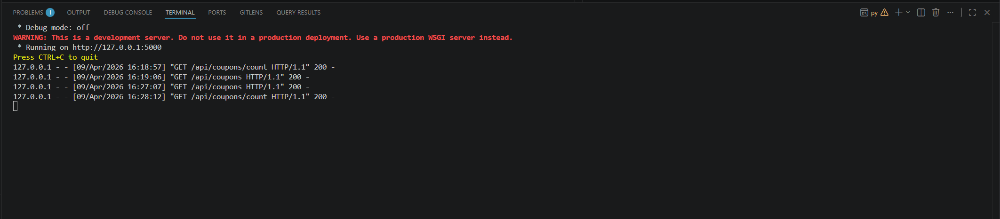 PROBLEMS 1 OUTPUT DEBUG CONSOLE TERMINAL PORTS GITLENS QUERY RESULTS py
* Debug mode: off
WARNING: This is a development server. Do not use it in a production deployment. Use a production WSGI server instead.
* Running on http://127.0.0.1:5000
Press CTRL+C to quit
127.0.0.1 - - [09/Apr/2026 16:18:57] "GET /api/coupons/count HTTP/1.1" 200 -
127.0.0.1 - - [09/Apr/2026 16:19:06] "GET /api/coupons HTTP/1.1" 200 -
127.0.0.1 - - [09/Apr/2026 16:27:07] "GET /api/coupons HTTP/1.1" 200 -
127.0.0.1 - - [09/Apr/2026 16:28:12] "GET /api/coupons/count HTTP/1.1" 200 -